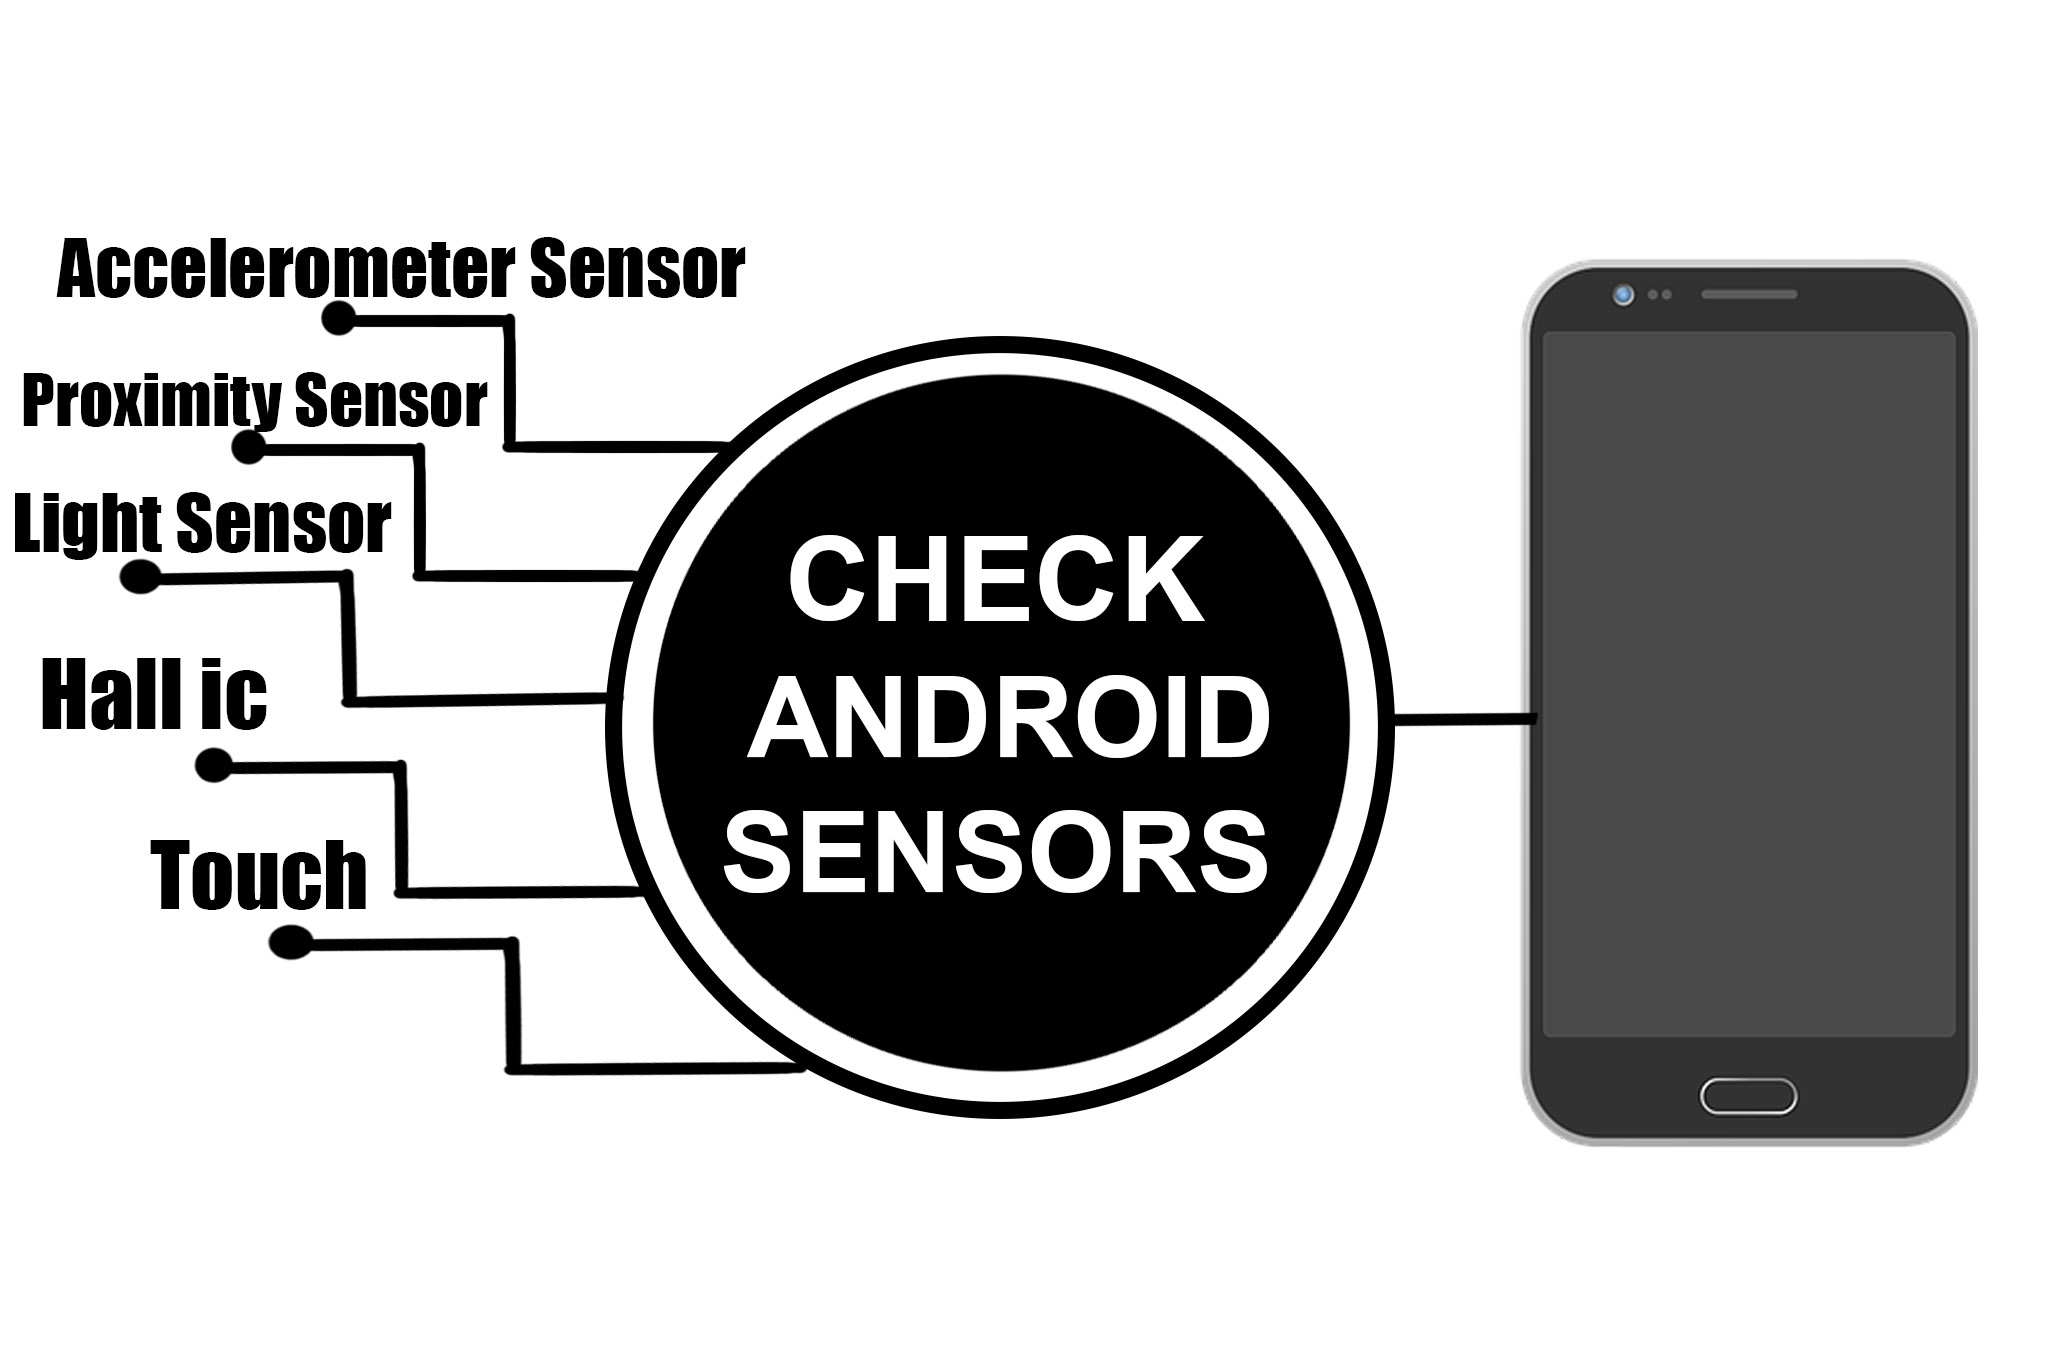 Accelerometer Sensor
Proximity Sensor
Light Sensor
Hall ic
Touch
CHECK
ANDROID
SENSORS